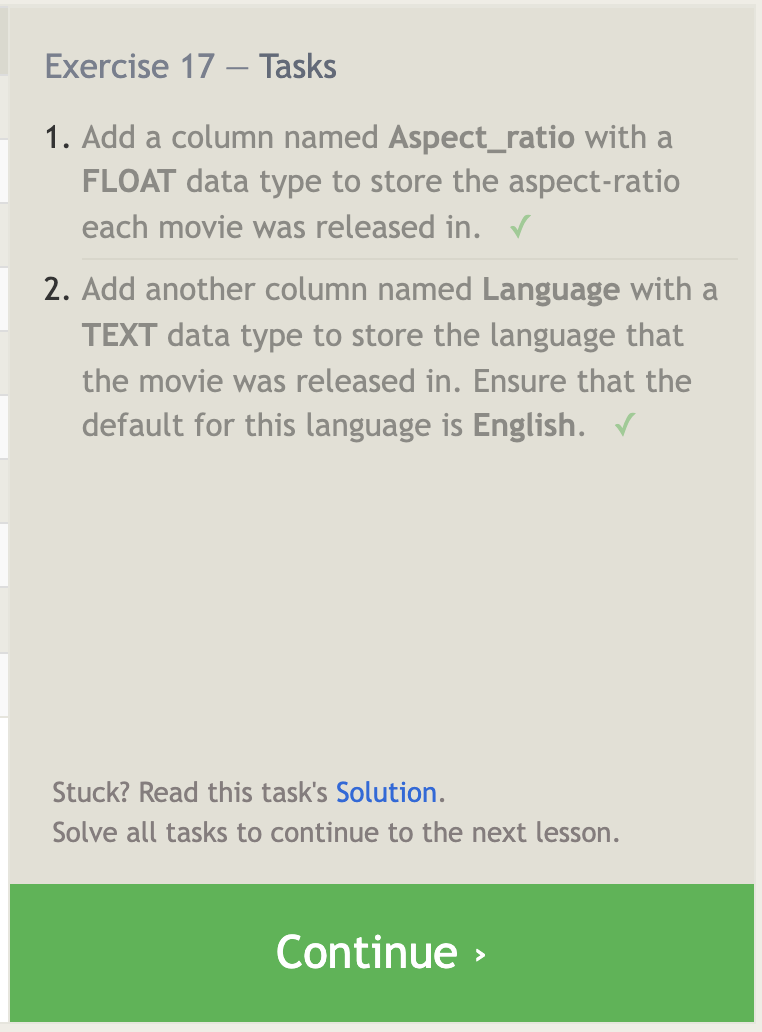 Exercise 17 — Tasks
1. Add a column named Aspect_ratio with a
FLOAT data type to store the aspect-ratio
each movie was released in. ✓
2. Add another column named Language with a
TEXT data type to store the language that
the movie was released in. Ensure that the
default for this language is English. ✓
Stuck? Read this task's Solution.
Solve all tasks to continue to the next lesson.
Continue ›